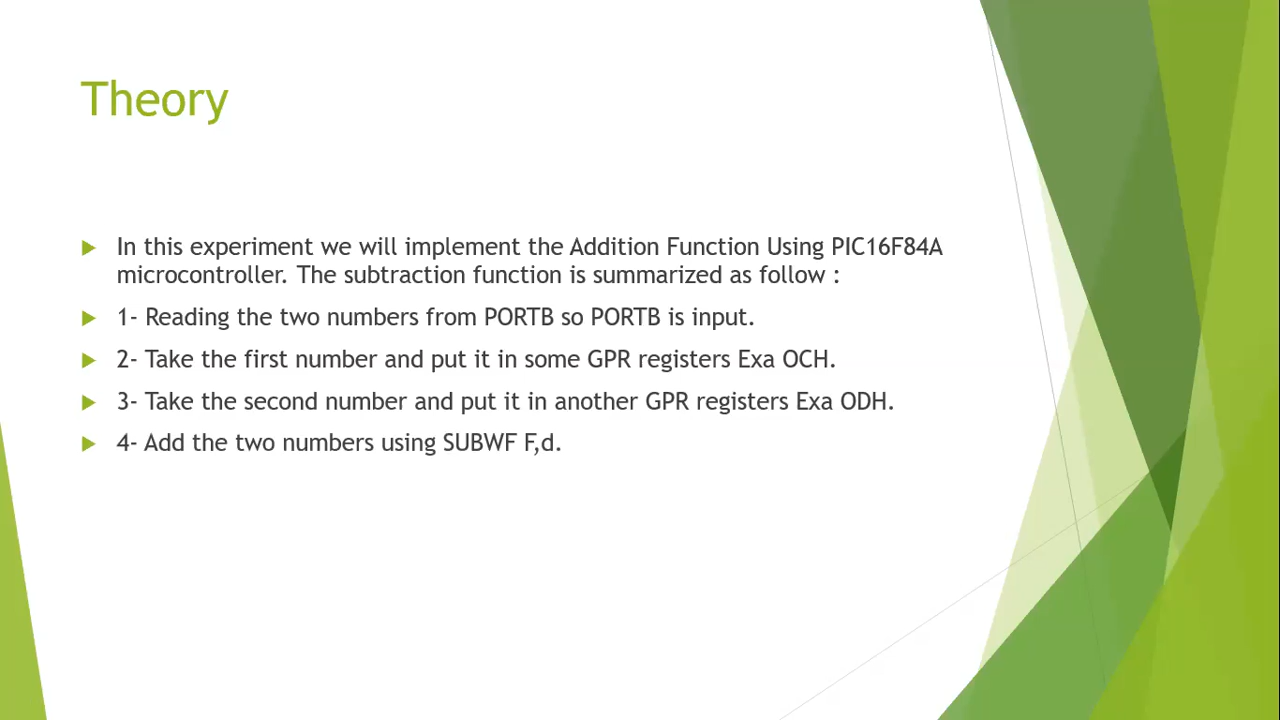 Theory
In this experiment we will implement the Addition Function Using PIC16F84A
microcontroller. The subtraction function is summarized as follow :
1- Reading the two numbers from PORTB so PORTB is input.
2- Take the first number and put it in some GPR registers Exa OCH.
3- Take the second number and put it in another GPR registers Exa ODH.
4- Add the two numbers using SUBWF F,d.